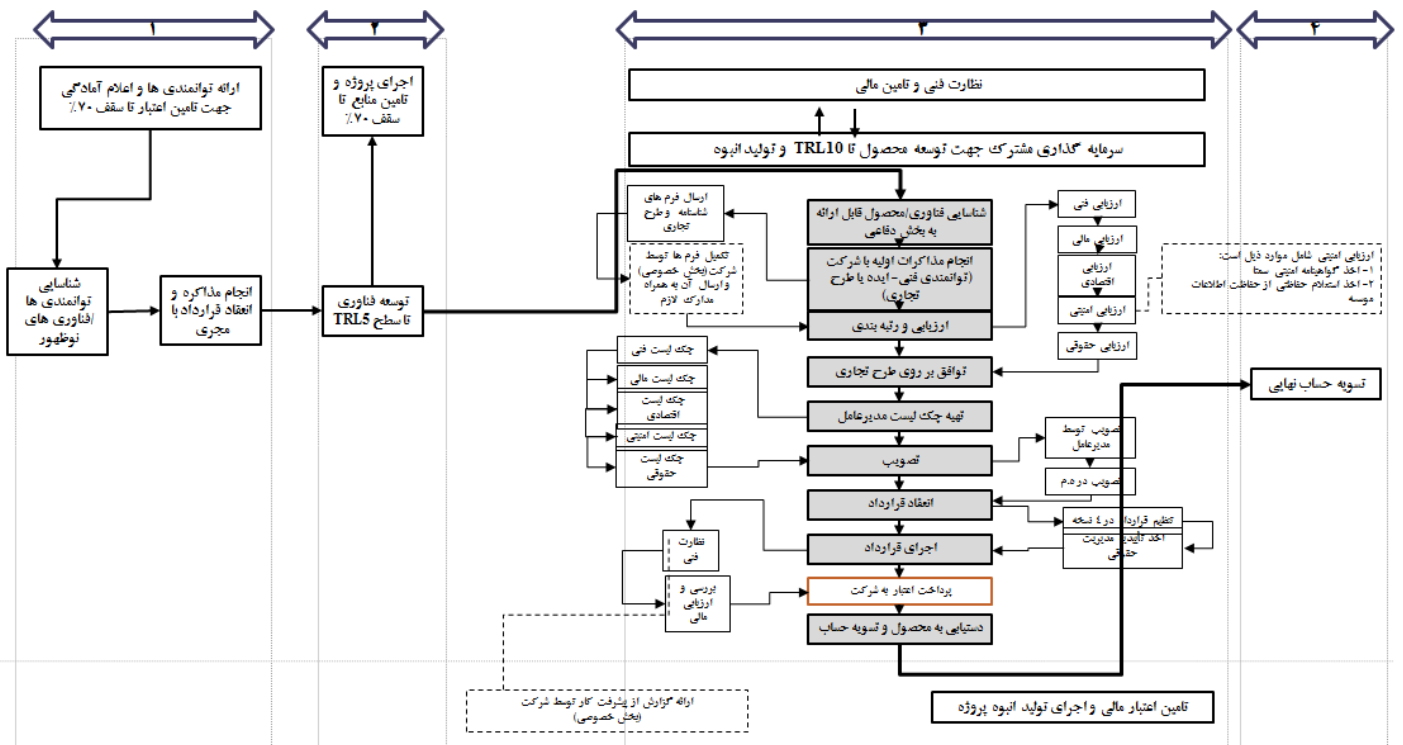 ۱
۲
۳
۴
ارائه توانمندی ها و اعلام آمادگی
جهت تامین اعتبار تا سقف ۷۰٪
شناسایی
توانمندی ها
/فناوری های
نوظهور
انجام مذاکره و
انعقاد قرارداد با
مجری
اجرای پروژه و
تامین منابع تا
سقف ۷۰٪
توسعه فناوری
تا سطح TRL5
نظارت فنی و تامین مالی
سرمایه گذاری مشترک جهت توسعه محصول تا TRL10 و تولید انبوه
شناسایی فناوری/محصول قابل ارائه
به بخش دفاعی
انجام مذاکرات اولیه با شرکت
(توانمندی فنی- ایده یا طرح
تجاری)
ارسال فرم های
شناسنامه و طرح
تجاری
تکمیل فرم ها توسط
شرکت(بخش خصوصی)
و ارسال آن به همراه
مدارک لازم
ارزیابی و رتبه بندی
ارزیابی فنی
ارزیابی مالی
ارزیابی
اقتصادی
ارزیابی امنیتی
ارزیابی حقوقی
ارزیابی امنیتی شامل موارد ذیل است:
۱- اخذ گواهینامه امنیتی سمتا
۲- اخذ استعلام حفاظتی از حفاظت اطلاعات
موسسه
توافق بر روی طرح تجاری
تهیه چک لیست مدیرعامل
چک لیست فنی
چک لیست مالی
چک لیست
اقتصادی
چک لیست امنیتی
چک لیست
حقوقی
تصویب
تصویب توسط
مدیرعامل
تصویب در ه.م
انعقاد قرارداد
تنظیم قرارداد در ٤ نسخه
اخذ تأییدیه مدیریت
حقوقی
اجرای قرارداد
نظارت
فنی
بررسی و
ارزیابی
مالی
پرداخت اعتبار به شرکت
دستیابی به محصول و تسویه حساب
ارائه گزارش از پیشرفت کار توسط شرکت
(بخش خصوصی)
تامین اعتبار مالی و اجرای تولید انبوه پروژه
تسویه حساب نهایی